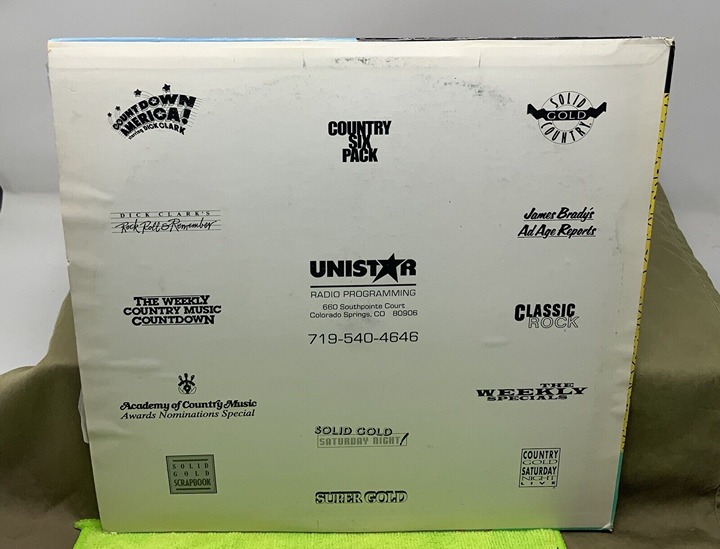 COUNTDOWN
AMERICA!
starring DICK CLARK
COUNTRY
SIX
PACK
SOLID
GOLD
COUNTRY
DICK CLARK'S
Rock Roll & Remember
James Brady's
Ad Age Reports
UNISTAR
RADIO PROGRAMMING
660 Southpointe Court
Colorado Springs, CO 80906
719-540-4646
THE WEEKLY
COUNTRY MUSIC
COUNTDOWN
CLASSIC
ROCK
Academy of Country Music
Awards Nominations Special
THE
WEEKLY
SPECIALS
SOLID GOLD
SATURDAY NIGHT
SOLID
GOLD
SCRAPBOOK
COUNTRY
GOLD
SATURDAY
NIGHT
LIVE
SUPER GOLD